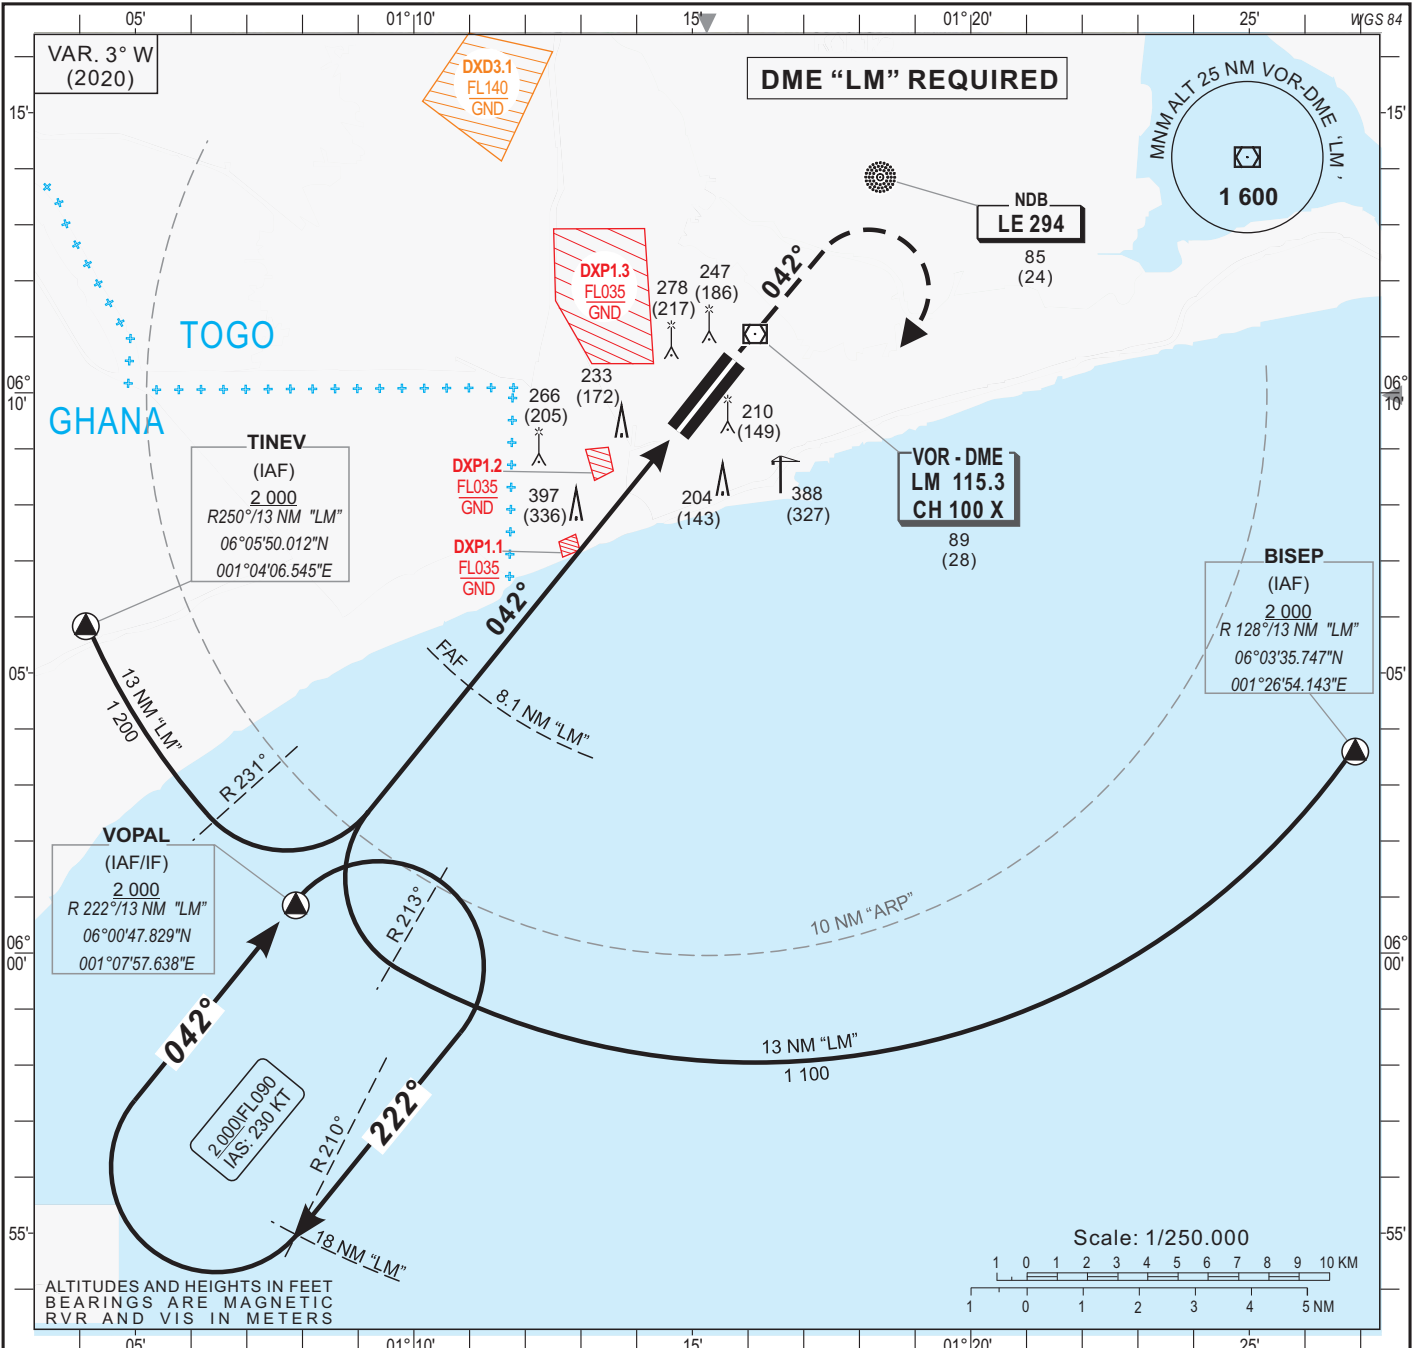 05'
01°10'
15'
01°20'
25'
WGS 84
VAR. 3° W
(2020)
DXD3.1
FL140
GND
DME “LM” REQUIRED
MNM ALT 25 NM VOR-DME 'LM'
1 600
15'
15'
NDB
LE 294
85
(24)
042°
DXP1.3
FL035
GND
278
(217)
247
(186)
TOGO
GHANA
06°
10'
06°
10'
233
(172)
266
(205)
210
(149)
TINEV
(IAF)
2 000
R250°/13 NM "LM"
06°05'50.012"N
001°04'06.545"E
DXP1.2
FL035
GND
397
(336)
204
(143)
388
(327)
VOR - DME
LM 115.3
CH 100 X
89
(28)
DXP1.1
FL035
GND
BISEP
(IAF)
2 000
R 128°/13 NM "LM"
06°03'35.747"N
001°26'54.143"E
042°
FAF
8.1 NM “LM”
05'
05'
13 NM “LM”
1 200
R 231°
VOPAL
(IAF/IF)
2 000
R 222°/13 NM "LM"
06°00'47.829"N
001°07'57.638"E
R 213°
10 NM “ARP”
06°
00'
06°
00'
042°
13 NM “LM”
1 100
2 000\FL090
IAS: 230 KT
222°
R 210°
18 NM “LM”
55'
55'
Scale: 1/250.000
1 0 1 2 3 4 5 6 7 8 9 10 KM
1 0 1 2 3 4 5 NM
ALTITUDES AND HEIGHTS IN FEET
BEARINGS ARE MAGNETIC
RVR AND VIS IN METERS
05'
01°10'
15'
01°20'
25'